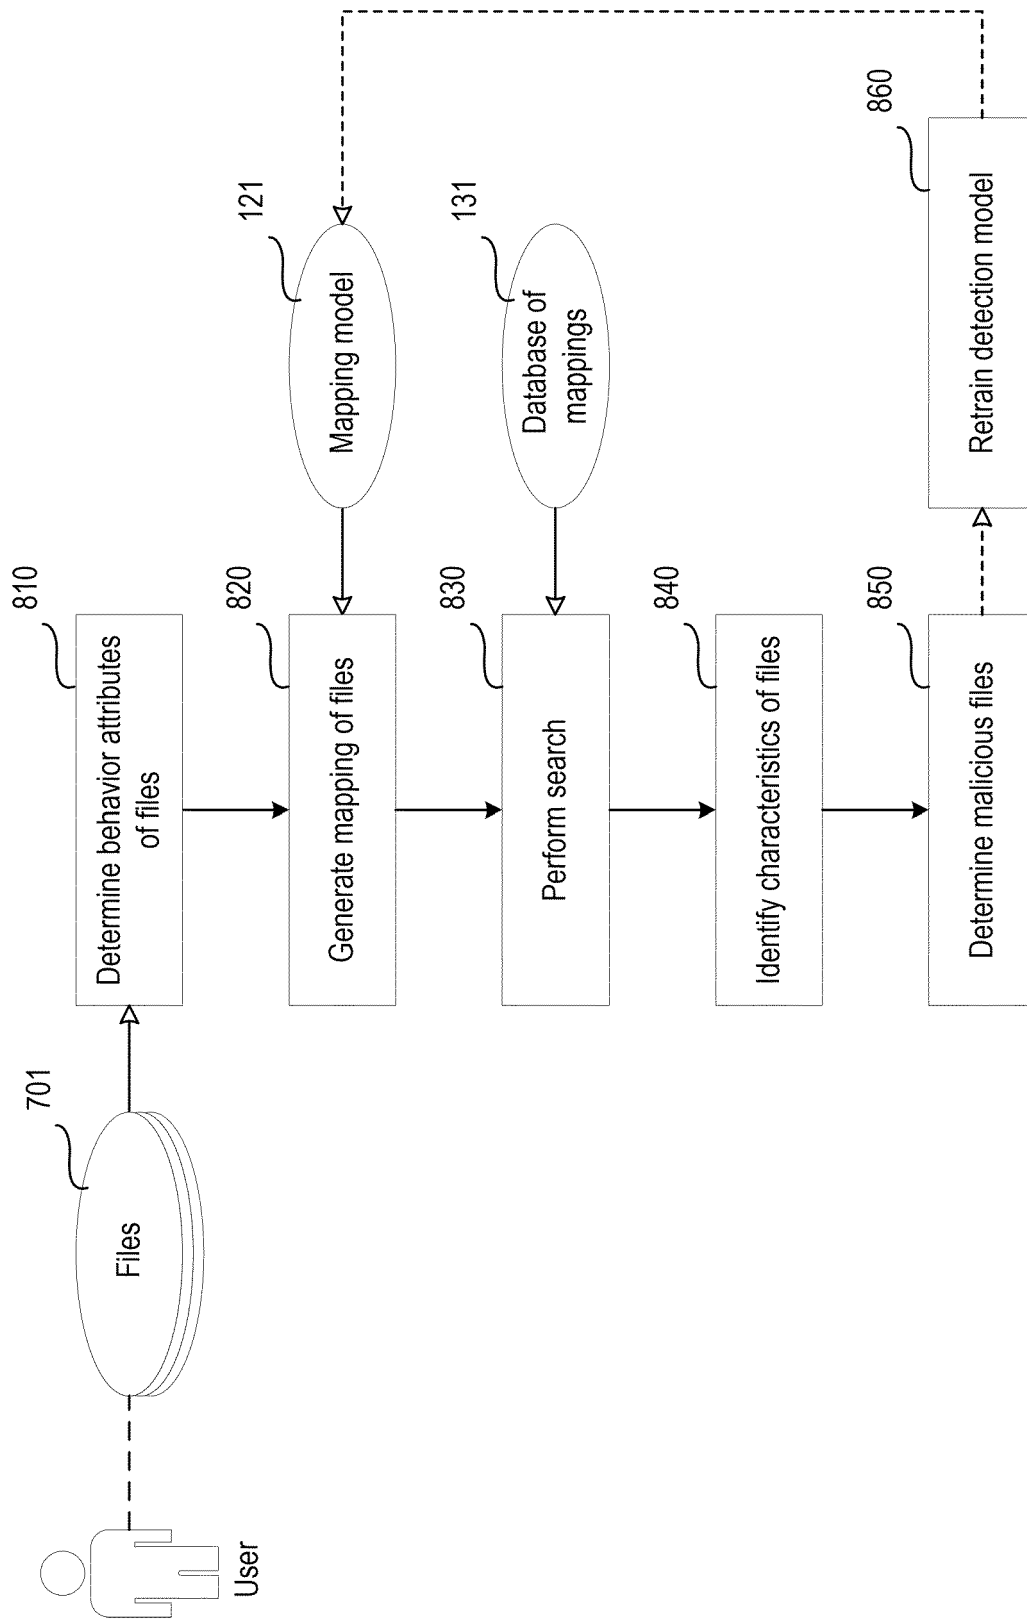 User
Files
701
Determine behavior attributes
of files
810
Generate mapping of files
820
Mapping model
121
Perform search
830
Database of
mappings
131
Identify characteristics of files
840
Determine malicious files
850
Retrain detection model
860